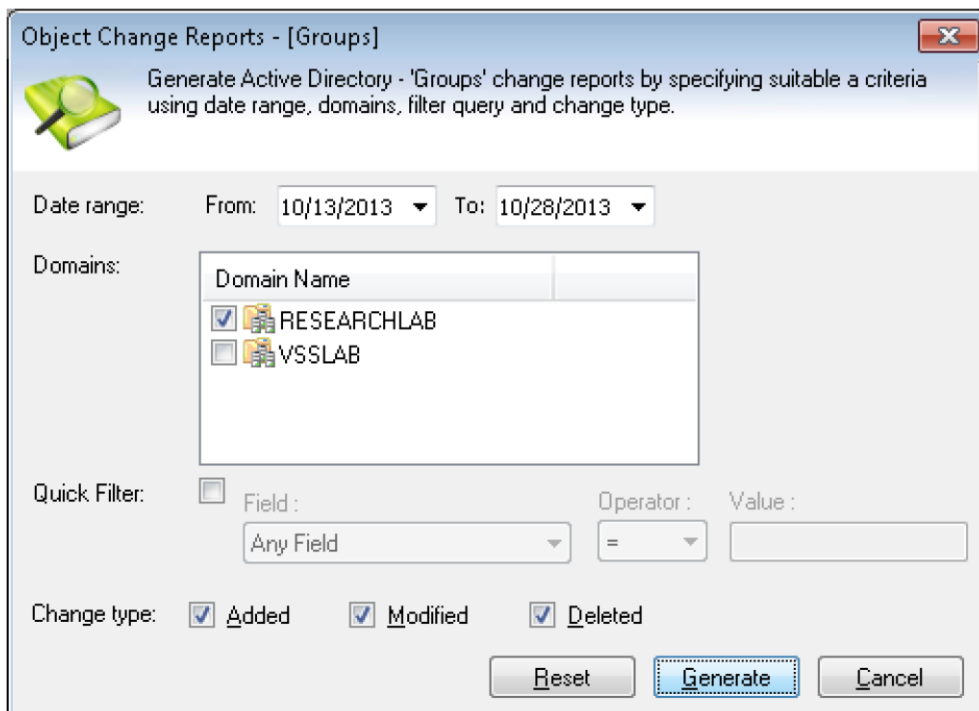 Object Change Reports - [Groups]
Generate Active Directory - 'Groups' change reports by specifying suitable a criteria
using date range, domains, filter query and change type.
Date range: From: 10/13/2013 To: 10/28/2013
Domains:
Domain Name
RESEARCHLAB
VSSLAB
Quick Filter: Field : Operator : Value :
Any Field =
Change type: Added Modified Deleted
Reset Generate Cancel